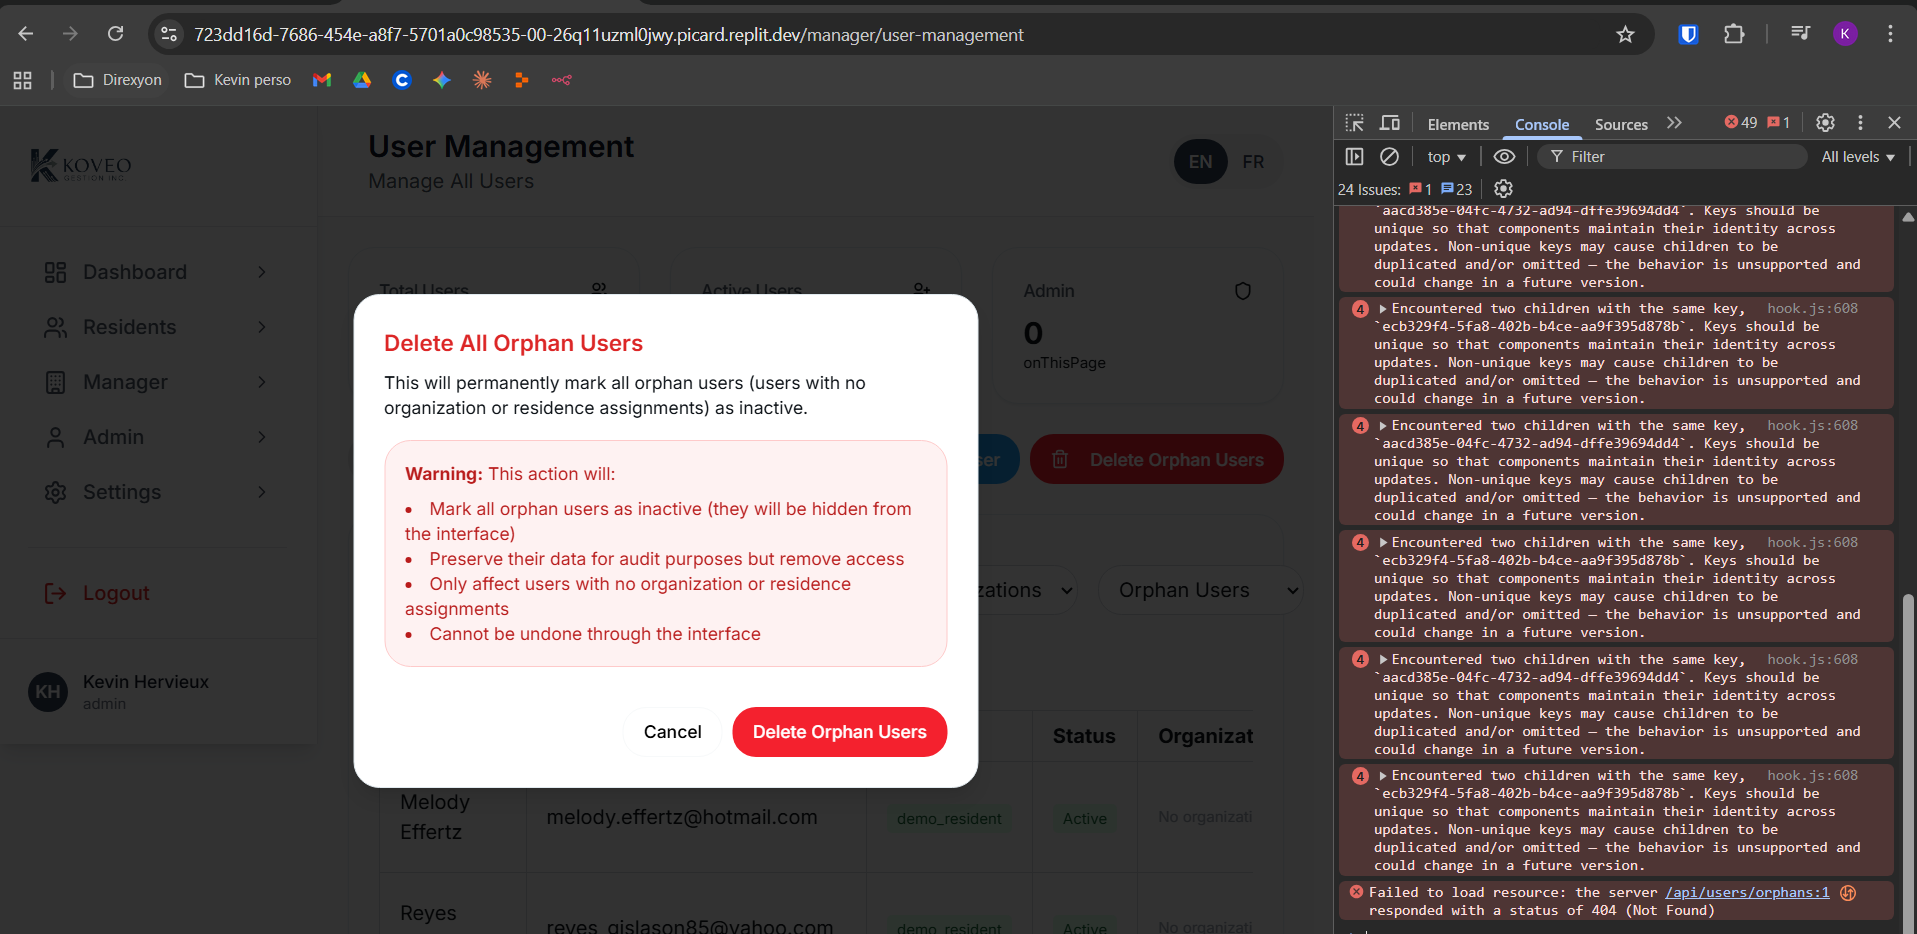 723dd16d-7686-454e-a8f7-5701a0c98535-00-26q11uzml0jwy.picard.replit.dev/manager/user-management
K
Direxyon
Kevin perso
KOVEO
GESTION INC.
Dashboard
Residents
Manager
Admin
Settings
Logout
KH
Kevin Hervieux
admin
User Management
Manage All Users
EN
FR
Total Users
Active Users
Admin
0
onThisPage
ser
Delete Orphan Users
zations
Orphan Users
Delete All Orphan Users
This will permanently mark all orphan users (users with no
organization or residence assignments) as inactive.
Warning: This action will:
• Mark all orphan users as inactive (they will be hidden from
the interface)
• Preserve their data for audit purposes but remove access
• Only affect users with no organization or residence
assignments
• Cannot be undone through the interface
Cancel
Delete Orphan Users
Status
Organizat
Melody
Effertz
melody.effertz@hotmail.com
demo_resident
Active
No organizati
Reyes
reyes_gislason85@yahoo.com
demo_resident
Active
No organizati
Elements
Console
Sources
49
1
top
Filter
All levels
24 Issues:
1
23
`aacd385e-04fc-4732-ad94-dffe39694dd4`. Keys should be
unique so that components maintain their identity across
updates. Non-unique keys may cause children to be
duplicated and/or omitted — the behavior is unsupported and
could change in a future version.
4 Encountered two children with the same key, hook.js:608
`ecb329f4-5fa8-402b-b4ce-aa9f395d878b`. Keys should be
unique so that components maintain their identity across
updates. Non-unique keys may cause children to be
duplicated and/or omitted — the behavior is unsupported and
could change in a future version.
4 Encountered two children with the same key, hook.js:608
`aacd385e-04fc-4732-ad94-dffe39694dd4`. Keys should be
unique so that components maintain their identity across
updates. Non-unique keys may cause children to be
duplicated and/or omitted — the behavior is unsupported and
could change in a future version.
4 Encountered two children with the same key, hook.js:608
`ecb329f4-5fa8-402b-b4ce-aa9f395d878b`. Keys should be
unique so that components maintain their identity across
updates. Non-unique keys may cause children to be
duplicated and/or omitted — the behavior is unsupported and
could change in a future version.
4 Encountered two children with the same key, hook.js:608
`aacd385e-04fc-4732-ad94-dffe39694dd4`. Keys should be
unique so that components maintain their identity across
updates. Non-unique keys may cause children to be
duplicated and/or omitted — the behavior is unsupported and
could change in a future version.
4 Encountered two children with the same key, hook.js:608
`ecb329f4-5fa8-402b-b4ce-aa9f395d878b`. Keys should be
unique so that components maintain their identity across
updates. Non-unique keys may cause children to be
duplicated and/or omitted — the behavior is unsupported and
could change in a future version.
Failed to load resource: the server /api/users/orphans:1
responded with a status of 404 (Not Found)